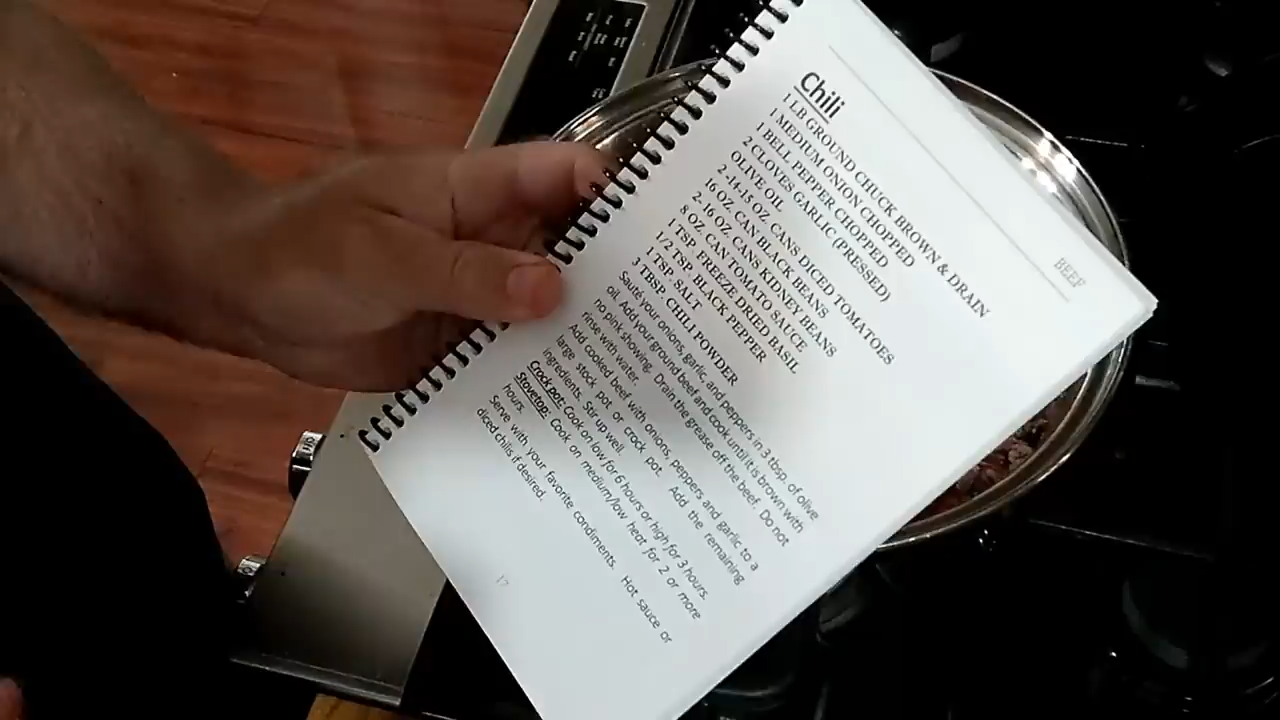 BEEF
Chili
1 LB GROUND CHUCK BROWN & DRAIN
1 MEDIUM ONION CHOPPED
1 BELL PEPPER CHOPPED
2 CLOVES GARLIC (PRESSED)
OLIVE OIL
2 -14-15 OZ. CANS DICED TOMATOES
16 OZ. CAN BLACK BEANS
2- 16 OZ. CANS KIDNEY BEANS
8 OZ CAN TOMATO SAUCE
1 TSP. FREEZE DRIED BASIL
1/2 TSP BLACK PEPPER
1 TSP. SALT
3 TBSP. CHILI POWDER
Sauté your onions, garlic, and peppers in 3 tbsp. of olive
oil. Add your ground beef and cook until it is brown with
no pink showing. Drain the grease off the beef. Do not
rinse with water.
Add cooked beef with onions, peppers and garlic to a
large stock pot or crock pot. Add the remaining
ingredients. Stir up well.
Crock pot: Cook on low for 6 hours or high for 3 hours.
Stovetop: Cook on medium/low heat for 2 or more
hours.
Serve with your favorite condiments. Hot sauce or
diced chilis if desired.
17